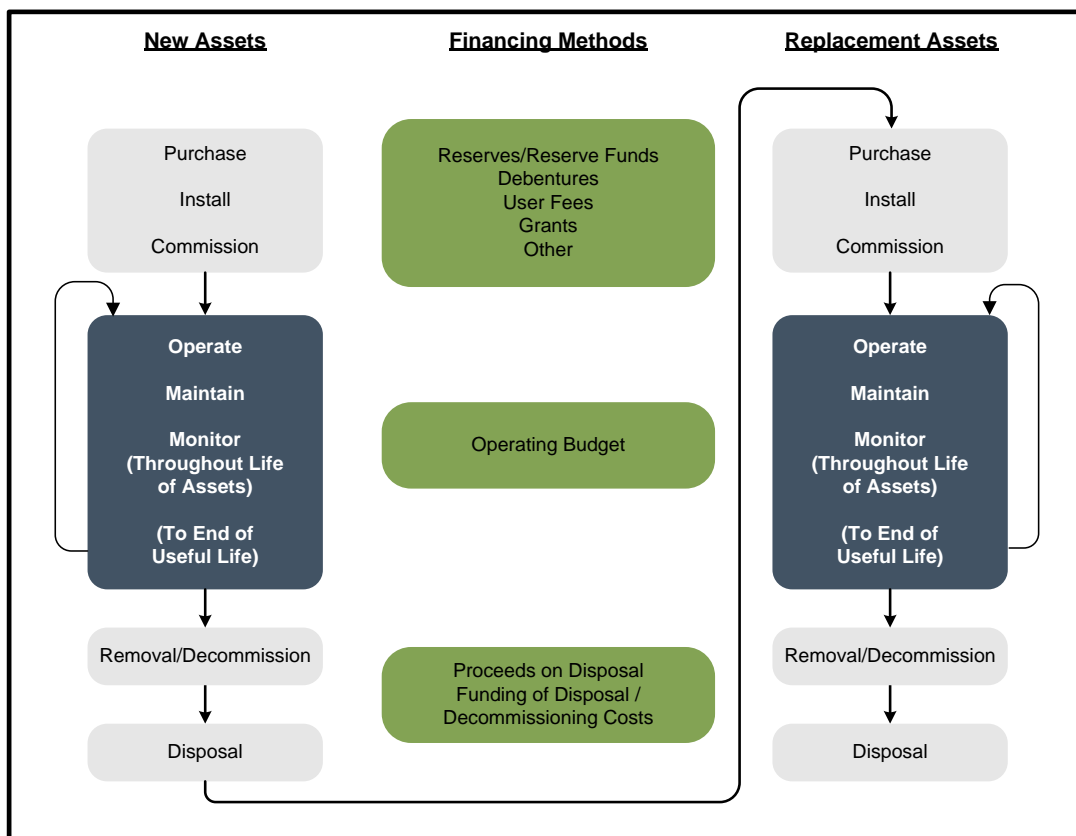 New Assets
Financing Methods
Replacement Assets
Purchase
Install
Commission
Operate
Maintain
Monitor
(Throughout Life
of Assets)
(To End of
Useful Life)
Removal/Decommission
Disposal
Reserves/Reserve Funds
Debentures
User Fees
Grants
Other
Operating Budget
Proceeds on Disposal
Funding of Disposal /
Decommissioning Costs
Purchase
Install
Commission
Operate
Maintain
Monitor
(Throughout Life
of Assets)
(To End of
Useful Life)
Removal/Decommission
Disposal